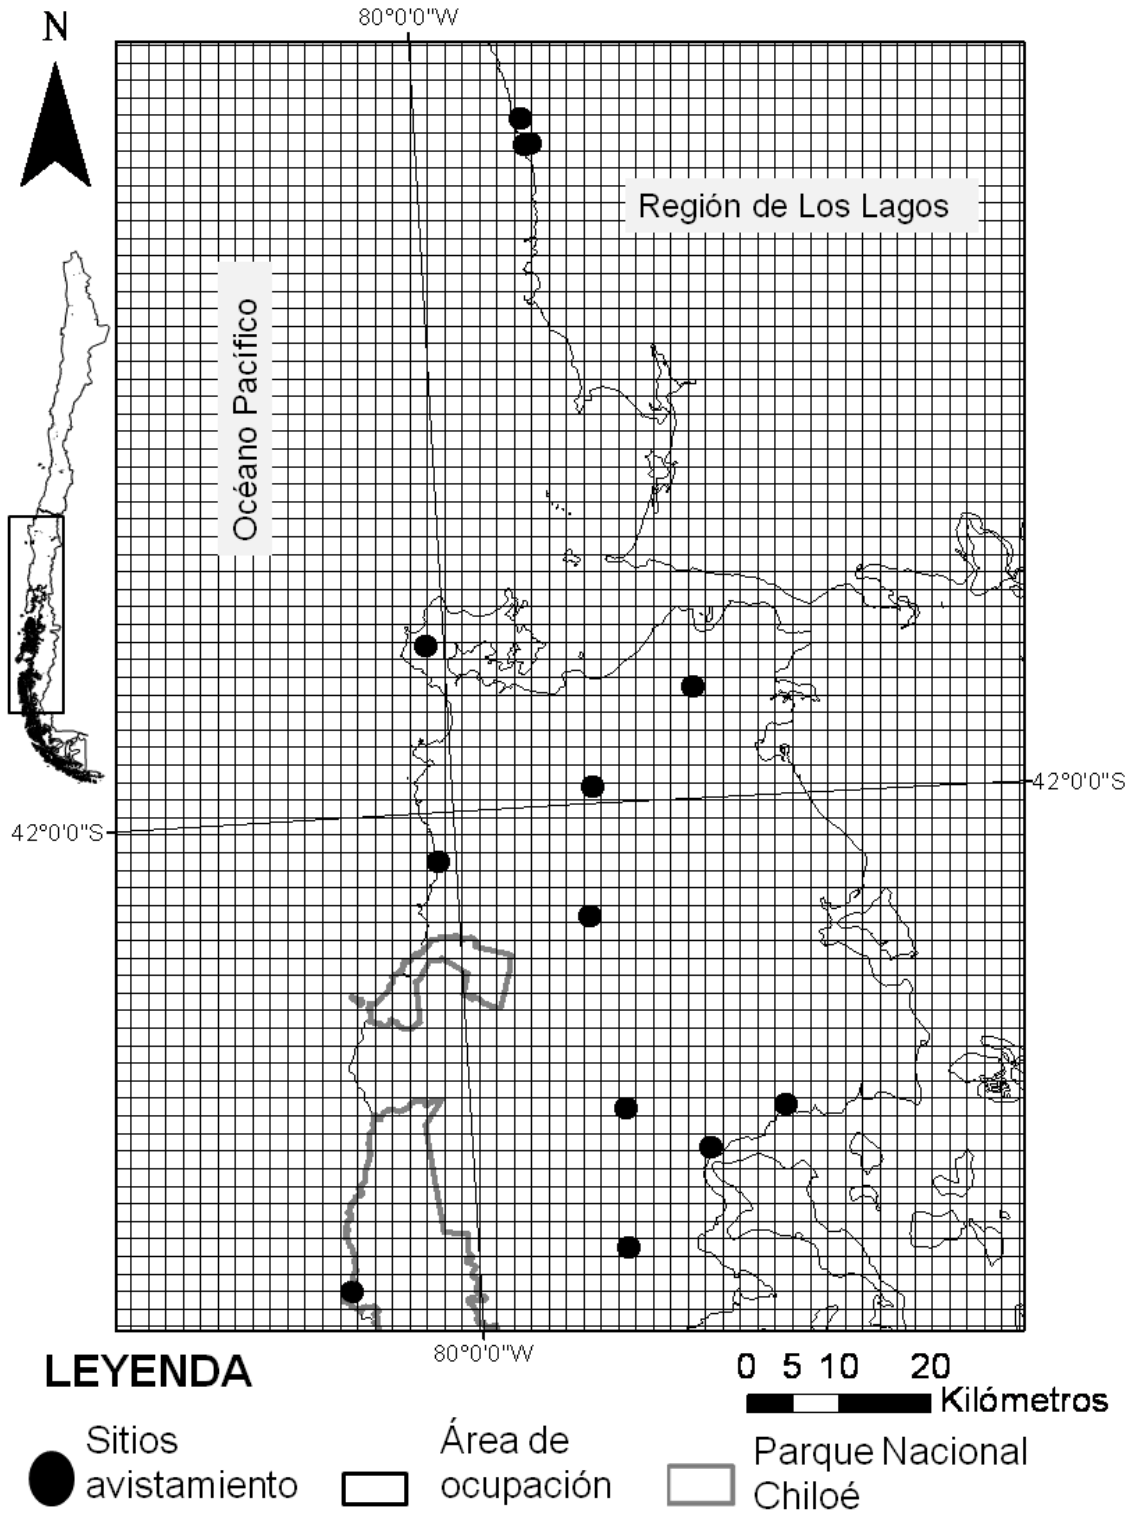 N
80°0'0"W
Región de Los Lagos
Océano Pacífico
42°0'0"S
42°0'0"S
80°0'0"W
LEYENDA
0 5 10 20
Kilómetros
Sitios
avistamiento
Área de
ocupación
Parque Nacional
Chiloé